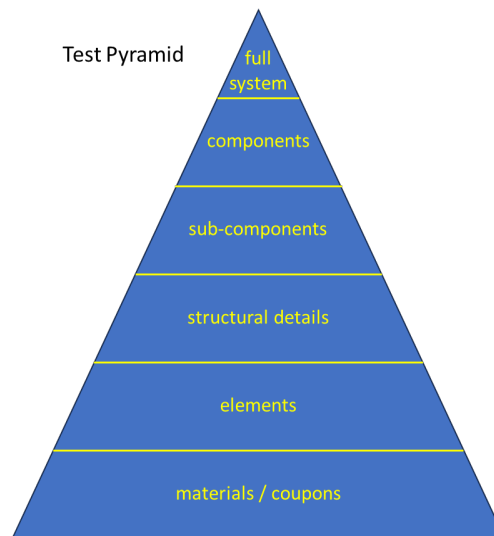 Test Pyramid
full
system
components
sub-components
structural details
elements
materials / coupons